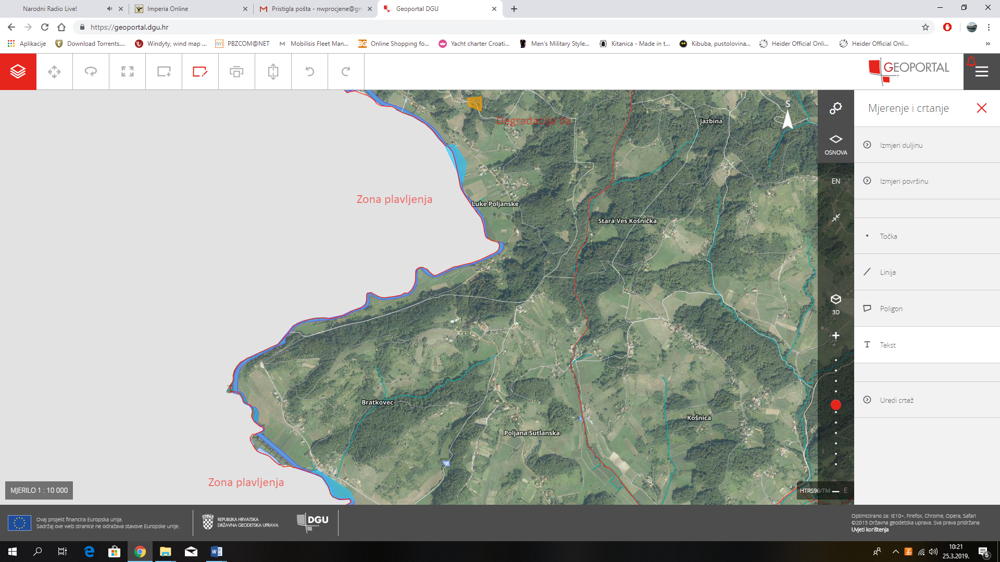 Narodni Radio Live!
Imperia Online
Pristigla pošta - nwprocjene@gm
Geoportal DGU
https://geoportal.dgu.hr
Aplikacije
Download Torrents....
Windyty, wind map ...
PBZCOM@NET
Mobilisis Fleet Man...
Online Shopping fo...
Yacht charter Croati...
Men's Military Style...
Kitanica - Made in t...
Kibuba, pustolovina...
Heider Official Onli...
Heider Official Onli...
GEOPORTAL
Mjerenje i crtanje
Izmjeri duljinu
Izmjeri površinu
Točka
Linija
Poligon
Tekst
Uredi crtež
S
OSNOVA
EN
3D
Degradacija tla
Jazbina
Zona plavljenja
Luke Poljanske
Stara Ves Košnička
Bratkovec
Košnica
Poljana Sutlanska
Zona plavljenja
MJERILO 1 : 10 000
HTRS96/TM
E
Ovaj projekt financira Europska unija.
Sadržaj ove web stranice ne odražava stavove Europske unije.
REPUBLIKA HRVATSKA
DRŽAVNA GEODETSKA UPRAVA
DGU
Optimizirano za: IE10+, Firefox, Chrome, Opera, Safari
©2015 Državna geodetska uprava. Sva prava pridržana
Uvjeti korištenja
10:21
25.3.2019.
6